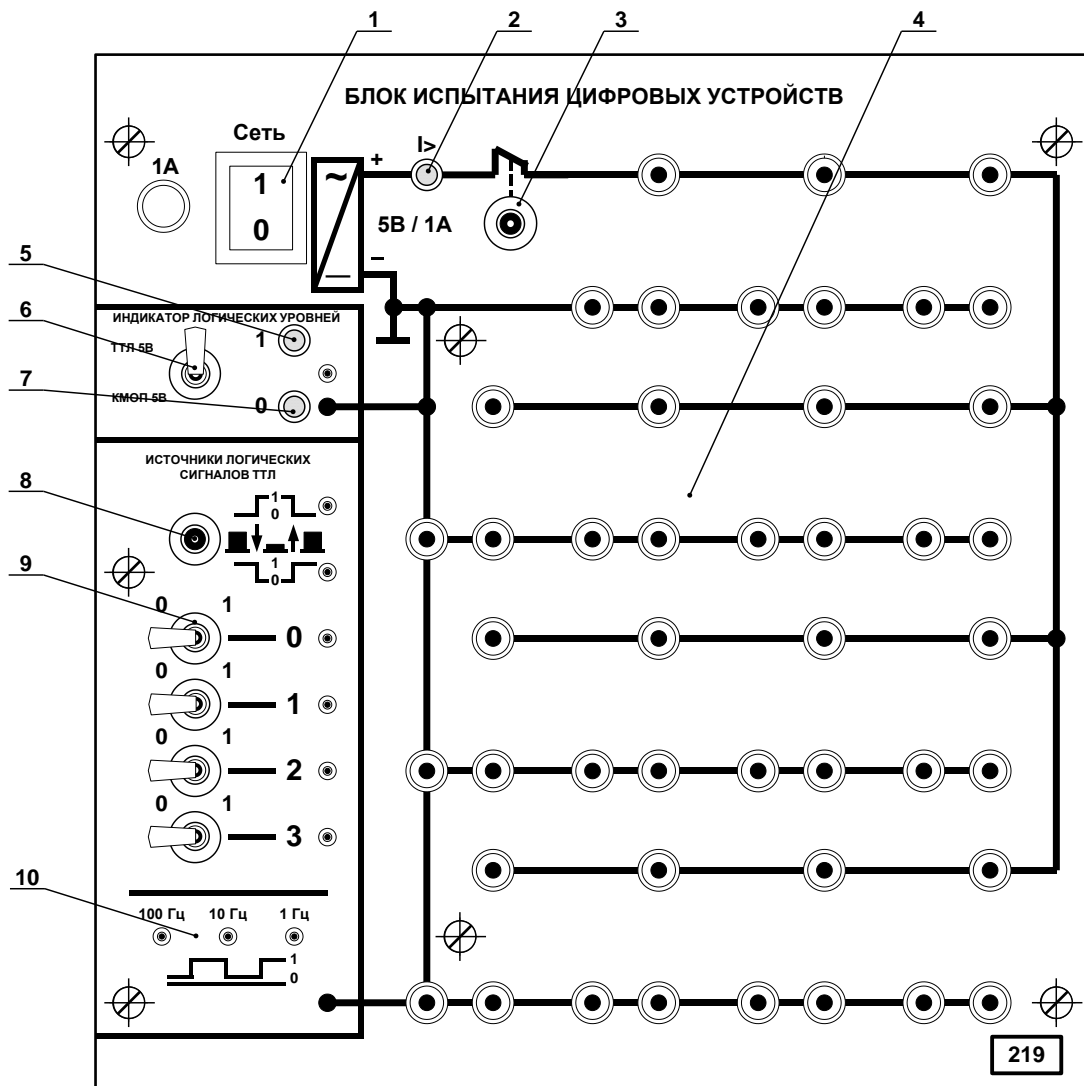 1 2 3 4
БЛОК ИСПЫТАНИЯ ЦИФРОВЫХ УСТРОЙСТВ
Сеть
1А
1
0
~
—
+
I>
5В / 1А
−
5
6
7
ИНДИКАТОР ЛОГИЧЕСКИХ УРОВНЕЙ
ТТЛ 5В
1
КМОП 5В
0
8
9
ИСТОЧНИКИ ЛОГИЧЕСКИХ
СИГНАЛОВ ТТЛ
1
0
1
0
0 1
0
0 1
1
0 1
2
0 1
3
10
100 Гц 10 Гц 1 Гц
1
0
219